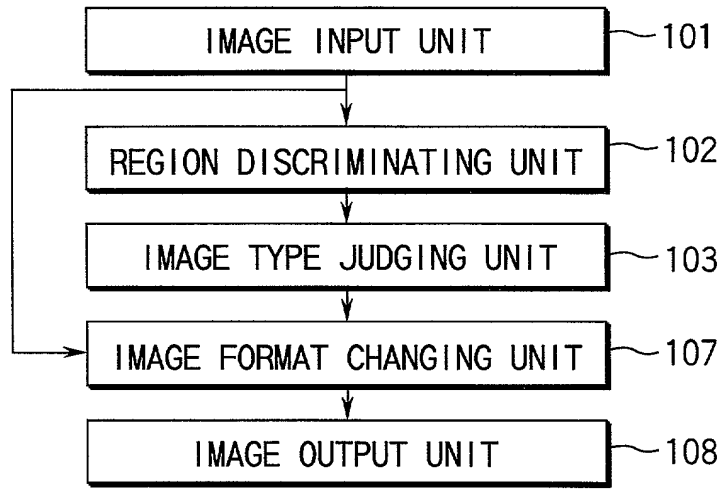 IMAGE INPUT UNIT 101
REGION DISCRIMINATING UNIT 102
IMAGE TYPE JUDGING UNIT 103
IMAGE FORMAT CHANGING UNIT 107
IMAGE OUTPUT UNIT 108